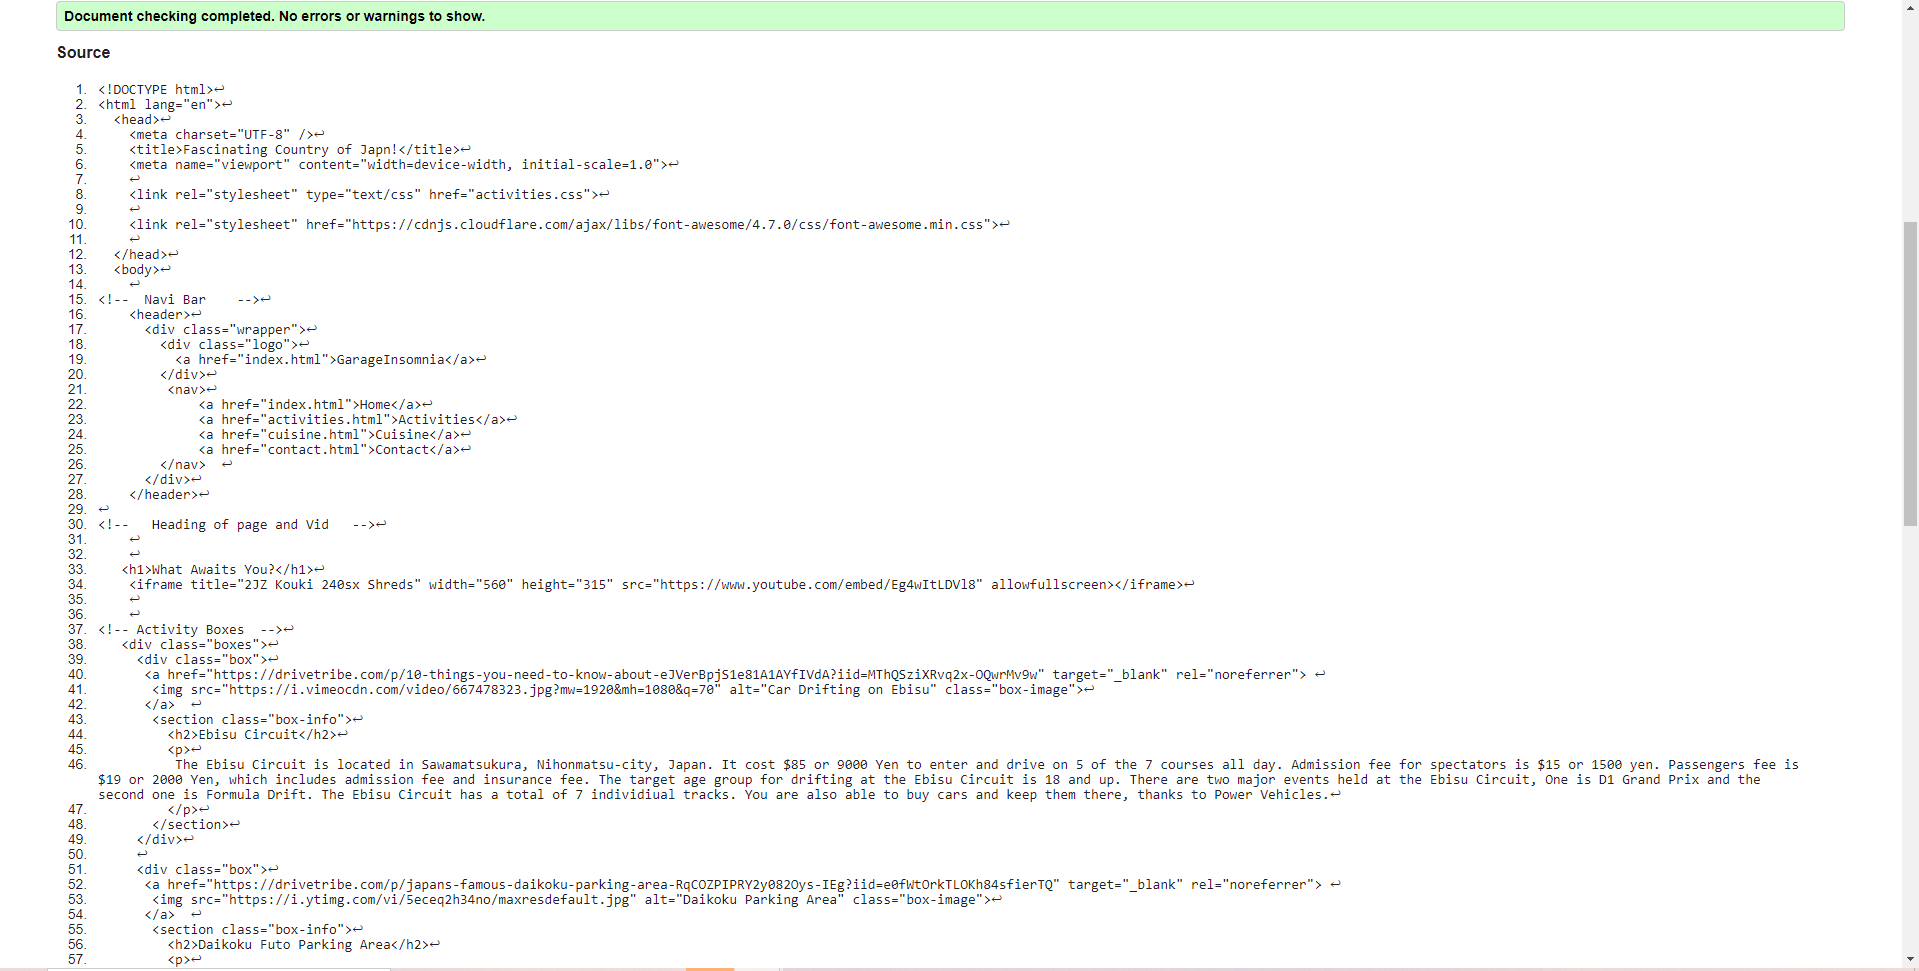 Document checking completed. No errors or warnings to show.
Source
1. <!DOCTYPE html>↩
2. <html lang="en">↩
3. <head>↩
4. <meta charset="UTF-8" />↩
5. <title>Fascinating Country of Japn!</title>↩
6. <meta name="viewport" content="width=device-width, initial-scale=1.0">↩
7. ↩
8. <link rel="stylesheet" type="text/css" href="activities.css">↩
9. ↩
10. <link rel="stylesheet" href="https://cdnjs.cloudflare.com/ajax/libs/font-awesome/4.7.0/css/font-awesome.min.css">↩
11. ↩
12. </head>↩
13. <body>↩
14. ↩
15. <!-- Navi Bar -->↩
16. <header>↩
17. <div class="wrapper">↩
18. <div class="logo">↩
19. <a href="index.html">GarageInsomnia</a>↩
20. </div>↩
21. <nav>↩
22. <a href="index.html">Home</a>↩
23. <a href="activities.html">Activities</a>↩
24. <a href="cuisine.html">Cuisine</a>↩
25. <a href="contact.html">Contact</a>↩
26. </nav> ↩
27. </div>↩
28. </header>↩
29. ↩
30. <!-- Heading of page and Vid -->↩
31. ↩
32. ↩
33. <h1>What Awaits You?</h1>↩
34. <iframe title="2JZ Kouki 240sx Shreds" width="560" height="315" src="https://www.youtube.com/embed/Eg4wItLDVl8" allowfullscreen></iframe>↩
35. ↩
36. ↩
37. <!-- Activity Boxes -->↩
38. <div class="boxes">↩
39. <div class="box">↩
40. <a href="https://drivetribe.com/p/10-things-you-need-to-know-about-eJVerBpjS1e81A1AYfIVdA?iid=MThQSziXRvq2x-OQwrMv9w" target="_blank" rel="noreferrer"> ↩
41. <img src="https://i.vimeocdn.com/video/667478323.jpg?mw=1920&mh=1080&q=70" alt="Car Drifting on Ebisu" class="box-image">↩
42. </a> ↩
43. <section class="box-info">↩
44. <h2>Ebisu Circuit</h2>↩
45. <p>↩
46. The Ebisu Circuit is located in Sawamatsukura, Nihonmatsu-city, Japan. It cost $85 or 9000 Yen to enter and drive on 5 of the 7 courses all day. Admission fee for spectators is $15 or 1500 yen. Passengers fee is
$19 or 2000 Yen, which includes admission fee and insurance fee. The target age group for drifting at the Ebisu Circuit is 18 and up. There are two major events held at the Ebisu Circuit, One is D1 Grand Prix and the
second one is Formula Drift. The Ebisu Circuit has a total of 7 individiual tracks. You are also able to buy cars and keep them there, thanks to Power Vehicles.↩
47. </p>↩
48. </section>↩
49. </div>↩
50. ↩
51. <div class="box">↩
52. <a href="https://drivetribe.com/p/japans-famous-daikoku-parking-area-RqCOZPIPRY2y082Oys-IEg?iid=e0fWtOrkTLOKh84sfierTQ" target="_blank" rel="noreferrer"> ↩
53. <img src="https://i.ytimg.com/vi/5eceq2h34no/maxresdefault.jpg" alt="Daikoku Parking Area" class="box-image">↩
54. </a> ↩
55. <section class="box-info">↩
56. <h2>Daikoku Futo Parking Area</h2>↩
57. <p>↩